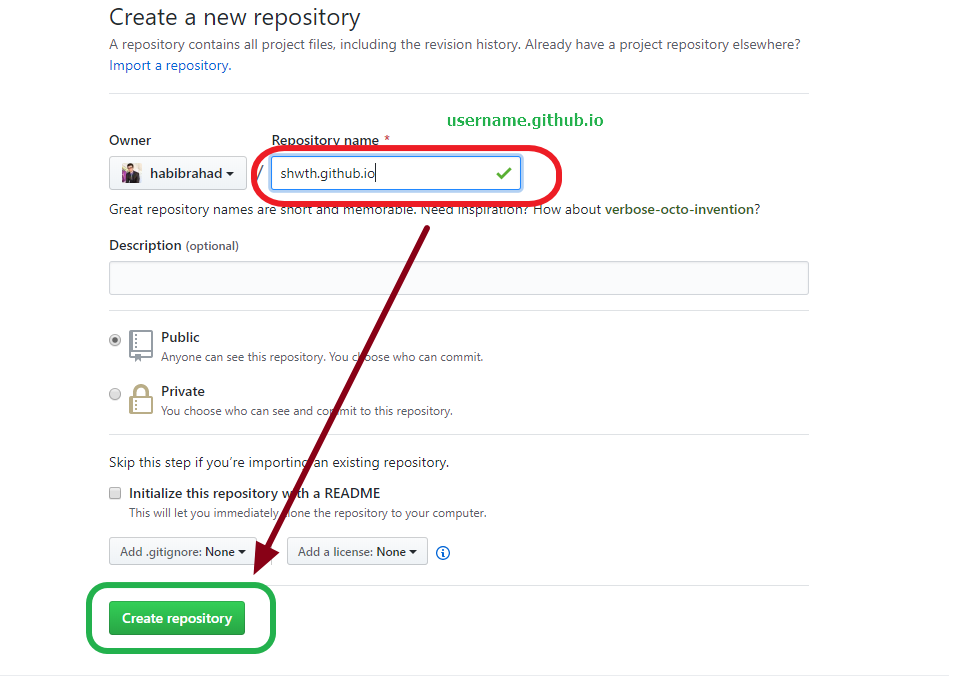 Create a new repository
A repository contains all project files, including the revision history. Already have a project repository elsewhere?
Import a repository.
username.github.io
Owner
Repository name *
habibrahad
/
shwth.github.io
Great repository names are short and memorable. Need inspiration? How about verbose-octo-invention?
Description (optional)
Public
Anyone can see this repository. You choose who can commit.
Private
You choose who can see and commit to this repository.
Skip this step if you’re importing an existing repository.
Initialize this repository with a README
This will let you immediately clone the repository to your computer.
Add .gitignore: None
Add a license: None
Create repository